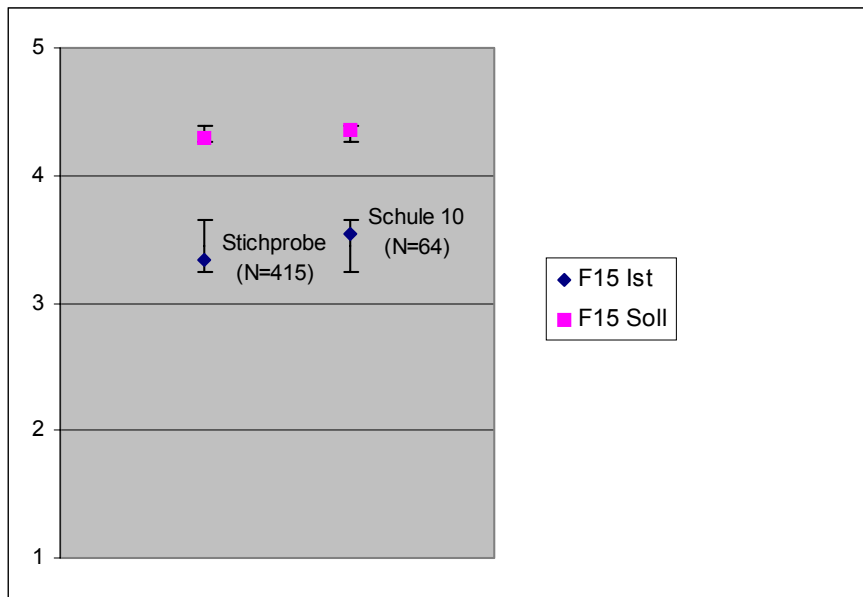 5
4
3
2
1
Stichprobe
(N=415)
Schule 10
(N=64)
F15 Ist
F15 Soll